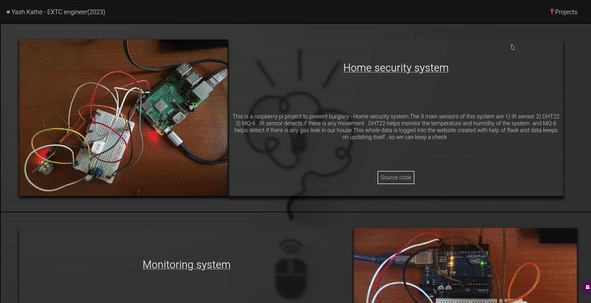 Yash Kathe - EXTC engineer(2023)
Projects
Home security system
This is a raspberry pi project to prevent burglary - Home security system The 3 main sensors of this system are 1) IR sensor 2) DHT22
3) MQ-6 . IR sensor detects if there is any movement . DHT22 helps monitor the temperature and humidity of the system. and MQ-6
helps detect if there is any gas leak in our house This whole data is logged into the website created with help of flask and data keeps
on updating itself , so we can keep a check .
Source code
Monitoring system